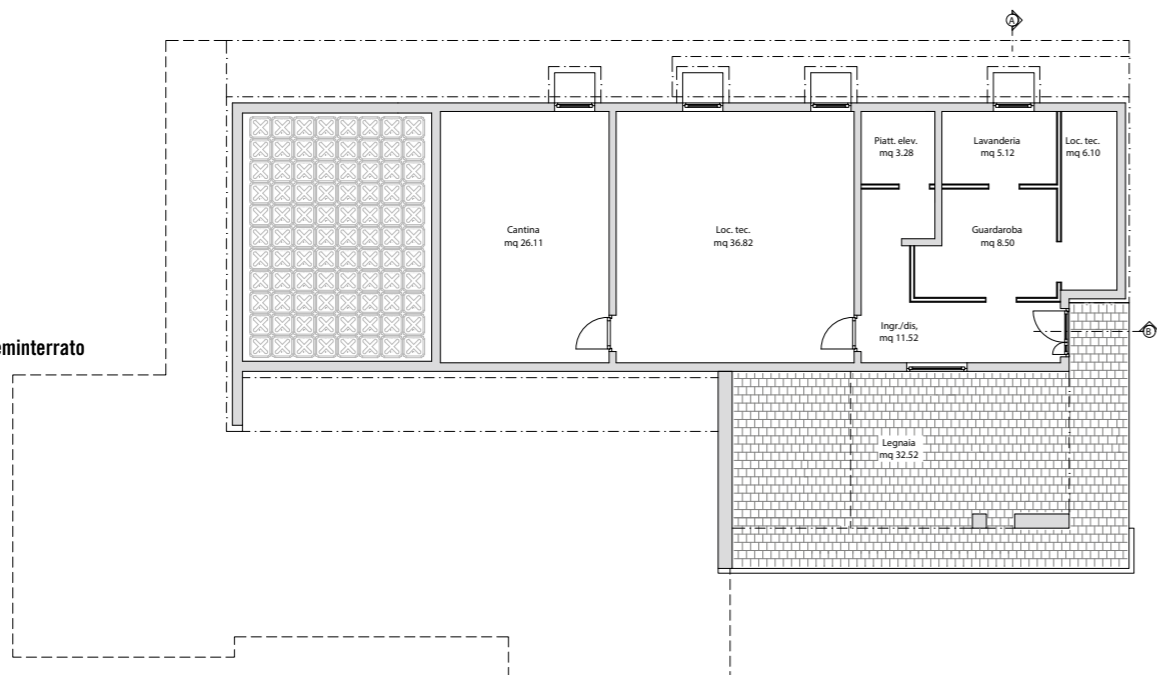 A
Piatt. elev.
mq 3.28
Lavanderia
mq 5.12
Loc. tec.
mq 6.10
Cantina
mq 26.11
Loc. tec.
mq 36.82
Guardaroba
mq 8.50
Ingr./dis,
mq 11.52
B
eminterrato
Legnaia
mq 32.52